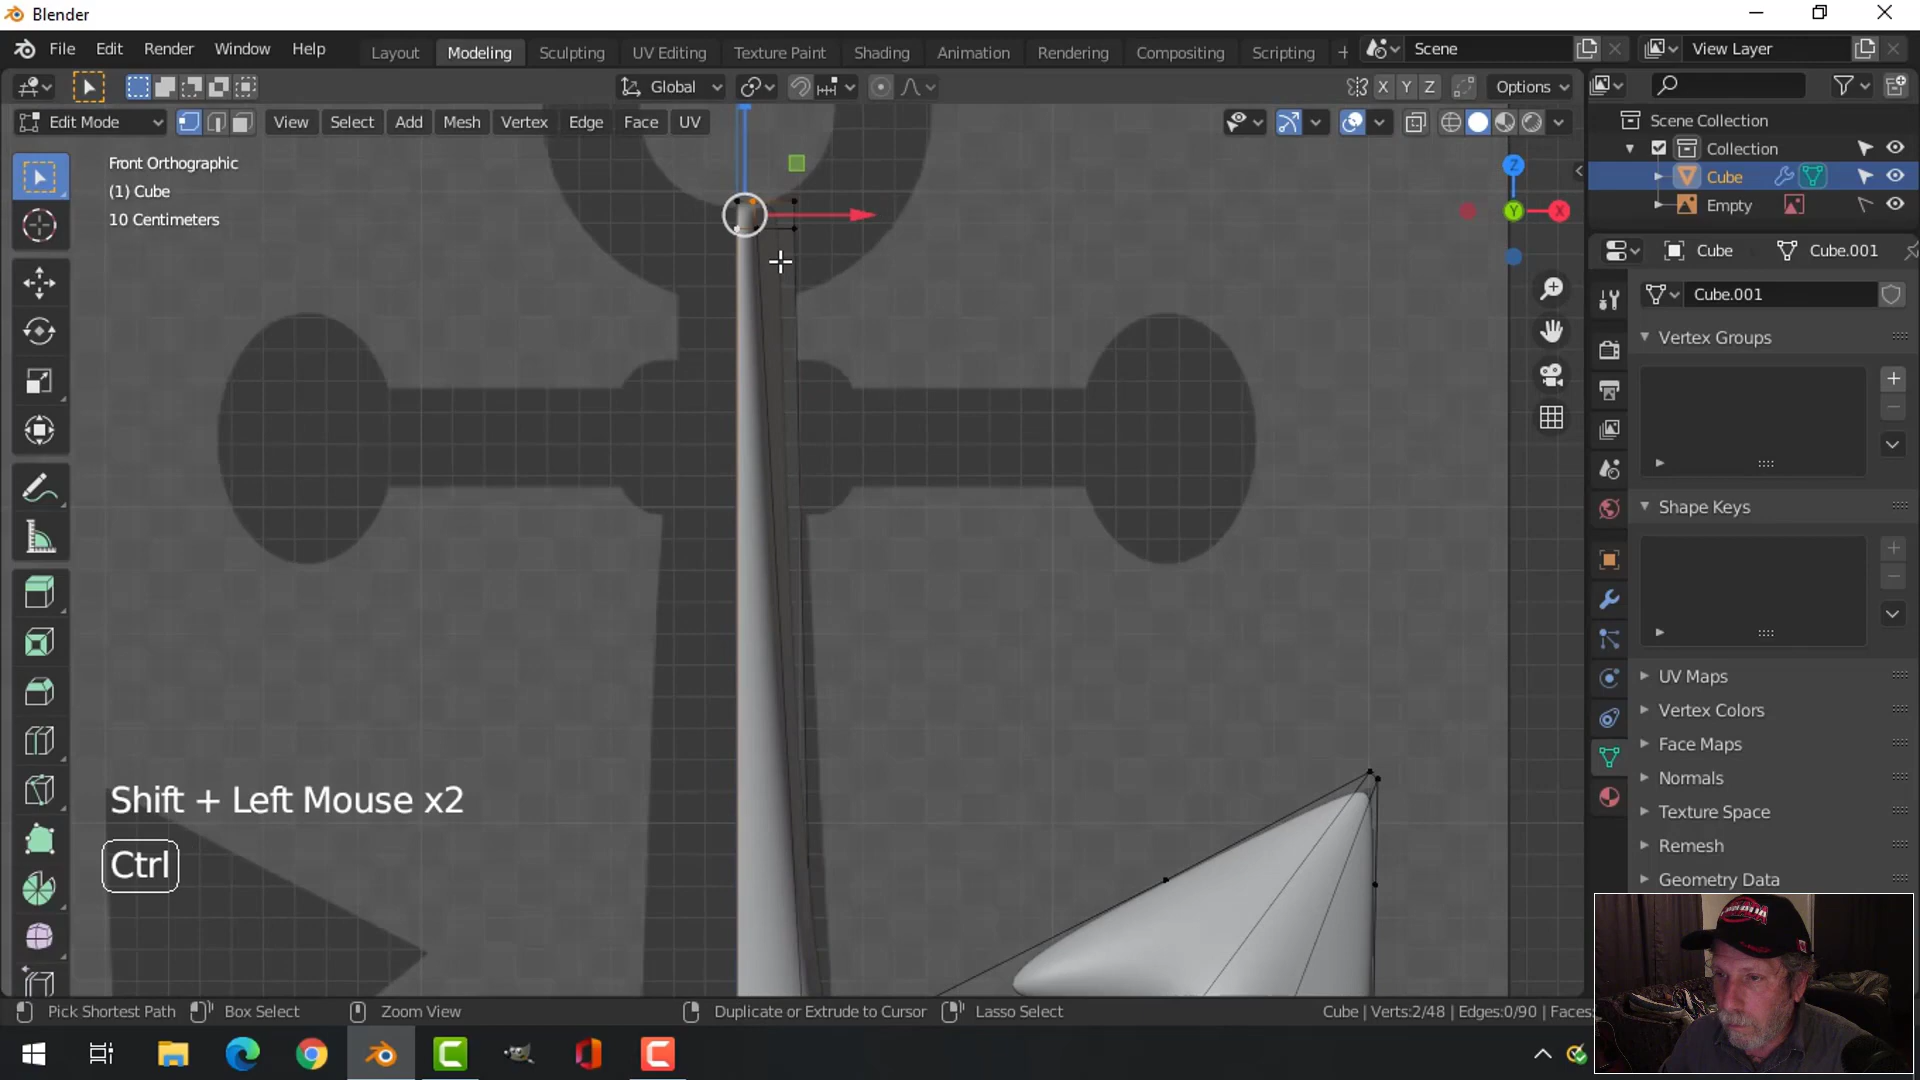 Blender
File Edit Render Window Help
Layout Modeling Sculpting UV Editing Texture Paint Shading Animation Rendering Compositing Scripting +
Scene
View Layer
Global
X Y Z
Options
Edit Mode
View Select Add Mesh Vertex Edge Face UV
Front Orthographic
(1) Cube
10 Centimeters
Z
Y
X
Scene Collection
Collection
Cube
Empty
Cube
Cube.001
Cube.001
Vertex Groups
Shape Keys
UV Maps
Vertex Colors
Face Maps
Normals
Texture Space
Remesh
Geometry Data
Shift + Left Mouse x2
Ctrl
Pick Shortest Path
Box Select
Zoom View
Duplicate or Extrude to Cursor
Lasso Select
Cube | Verts:2/48 | Edges:0/90 | Faces: